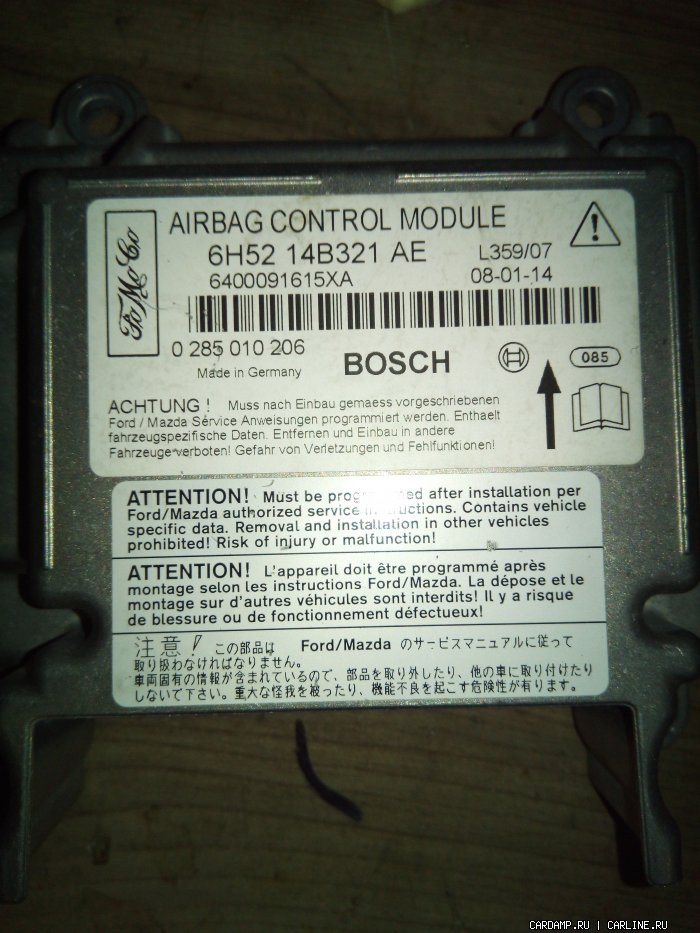 FoMoCo
AIRBAG CONTROL MODULE
6H52 14B321 AE L359/07
6400091615XA 08-01-14
0 285 010 206
BOSCH
085
Made in Germany
ACHTUNG ! Muss nach Einbau gemaess vorgeschriebenen
Ford / Mazda Service Anweisungen programmiert werden. Enthaelt
fahrzeugspezifische Daten. Entfernen und Einbau in andere
Fahrzeuge verboten! Gefahr von Verletzungen und Fehlfunktionen!
ATTENTION! Must be after installation per
Ford/Mazda authorized service Contains vehicle
specific data. Removal and installation in other vehicles
prohibited! Risk of injury or malfunction!
ATTENTION! L'appareil doit être programmé après
montage selon les instructions Ford/Mazda. La dépose et le
montage sur d'autres véhicules sont interdits! Il y a risque
de blessure ou de fonctionnement défectueux!
注意! この部品は Ford/Mazda のサービスマニュアルに従って
取り扱わなければなりません。
車両固有の情報が含まれているので、部品を取り外したり、他の車に取り付けたり
しないで下さい。重大な怪我を被ったり、機能不良を起こす危険性が有ります。
CARDAMP.RU | CARLINE.RU